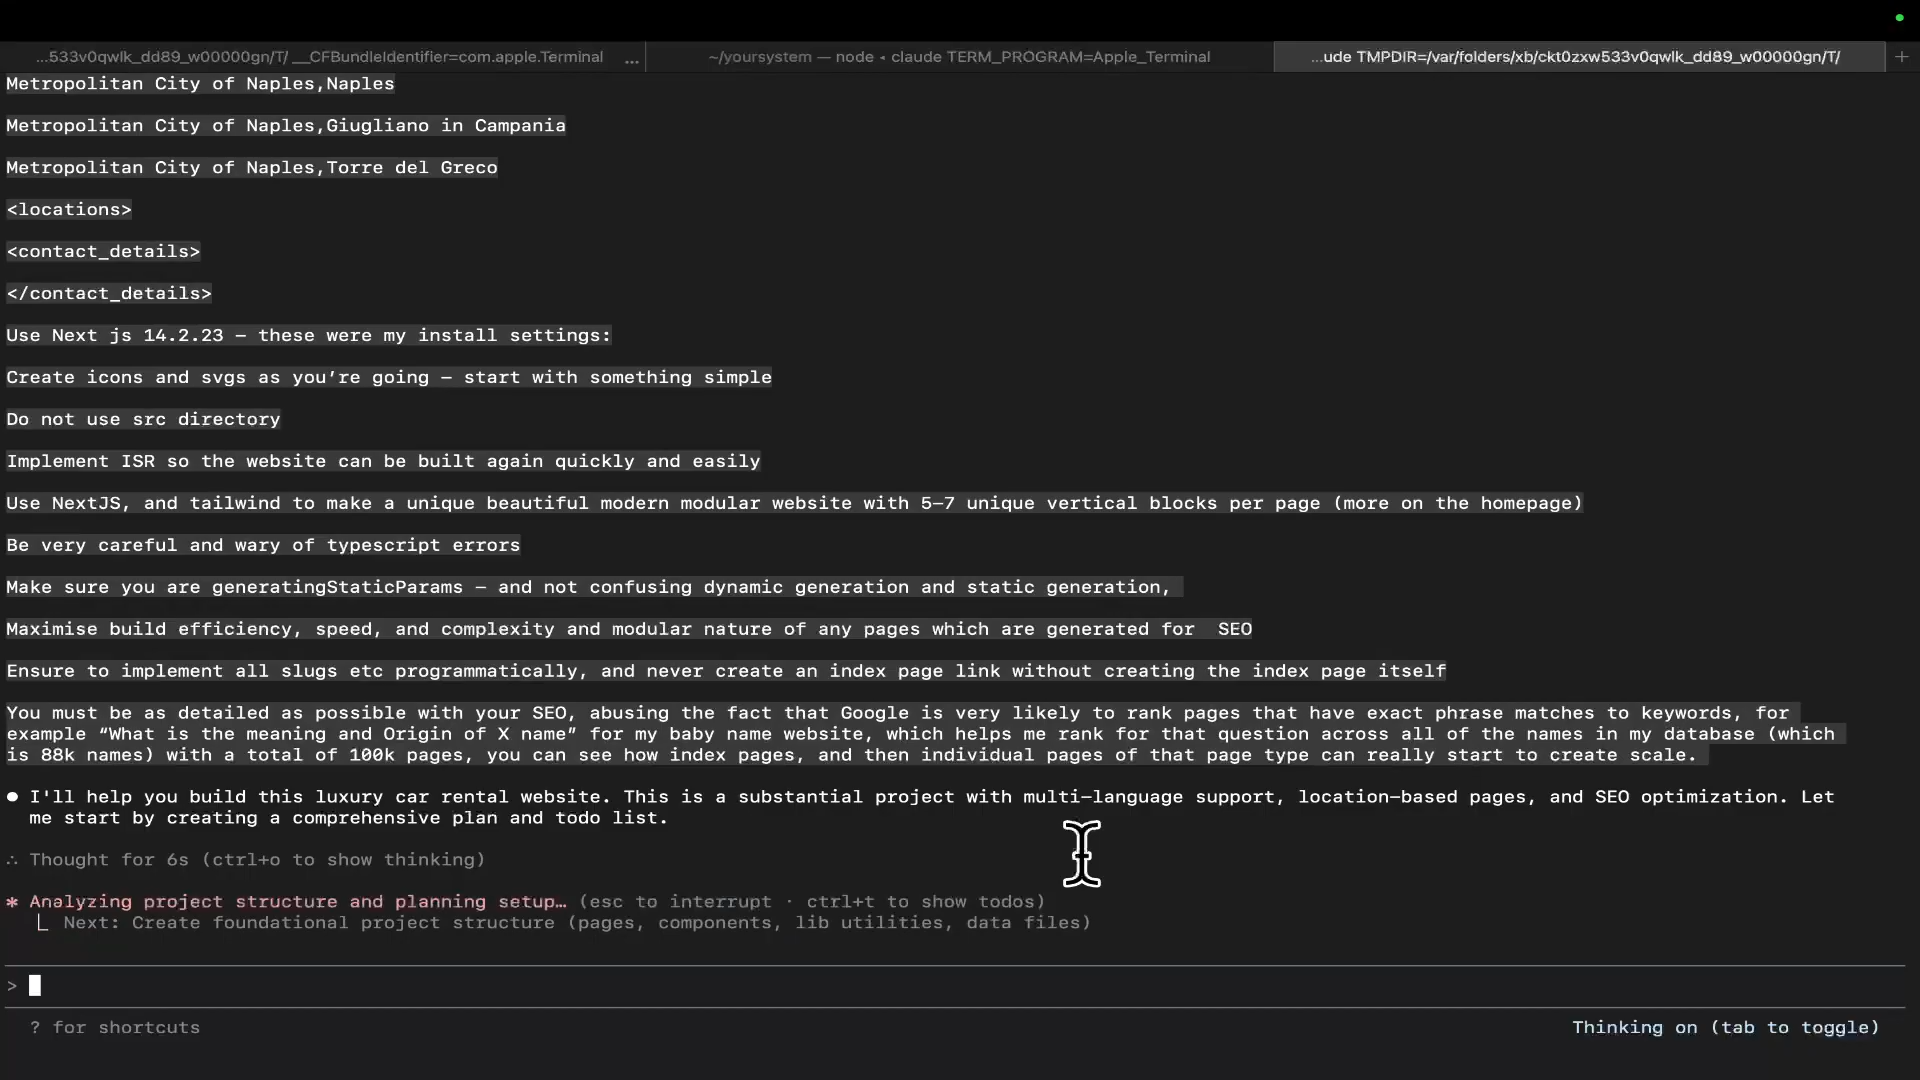 ...533v0qwlk_dd89_w00000gn/T/ __CFBundleIdentifier=com.apple.Terminal ... ~/yoursystem — node ◂ claude TERM_PROGRAM=Apple_Terminal ...ude TMPDIR=/var/folders/xb/ckt0zxw533v0qwlk_dd89_w00000gn/T/ +
Metropolitan City of Naples,Naples
Metropolitan City of Naples,Giugliano in Campania
Metropolitan City of Naples,Torre del Greco
<locations>
<contact_details>
</contact_details>
Use Next js 14.2.23 – these were my install settings:
Create icons and svgs as you’re going – start with something simple
Do not use src directory
Implement ISR so the website can be built again quickly and easily
Use NextJS, and tailwind to make a unique beautiful modern modular website with 5–7 unique vertical blocks per page (more on the homepage)
Be very careful and wary of typescript errors
Make sure you are generatingStaticParams – and not confusing dynamic generation and static generation,
Maximise build efficiency, speed, and complexity and modular nature of any pages which are generated for  SEO
Ensure to implement all slugs etc programmatically, and never create an index page link without creating the index page itself
You must be as detailed as possible with your SEO, abusing the fact that Google is very likely to rank pages that have exact phrase matches to keywords, for
example “What is the meaning and Origin of X name” for my baby name website, which helps me rank for that question across all of the names in my database (which
is 88k names) with a total of 100k pages, you can see how index pages, and then individual pages of that page type can really start to create scale.
● I'll help you build this luxury car rental website. This is a substantial project with multi-language support, location-based pages, and SEO optimization. Let
me start by creating a comprehensive plan and todo list.
∴ Thought for 6s (ctrl+o to show thinking)
* Analyzing project structure and planning setup… (esc to interrupt · ctrl+t to show todos)
⎣ Next: Create foundational project structure (pages, components, lib utilities, data files)
>
? for shortcuts Thinking on (tab to toggle)